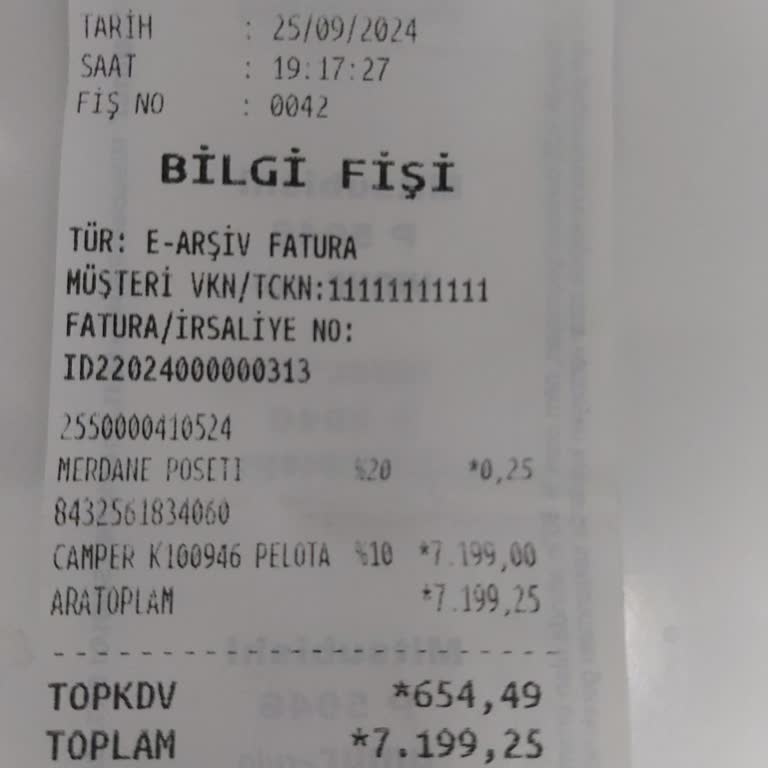 TARİH : 25/09/2024
SAAT : 19:17:27
FİŞ NO : 0042
BİLGİ FİŞİ
TÜR: E-ARŞİV FATURA
MÜŞTERİ VKN/TCKN:11111111111
FATURA/İRSALİYE NO:
ID22024000000313
2550000410524
MERDANE POSETI %20 *0,25
8432561834060
CAMPER K100946 PELOTA %10 *7.199,00
ARATOPLAM *7.199,25
TOPKDV *654,49
TOPLAM *7.199,25